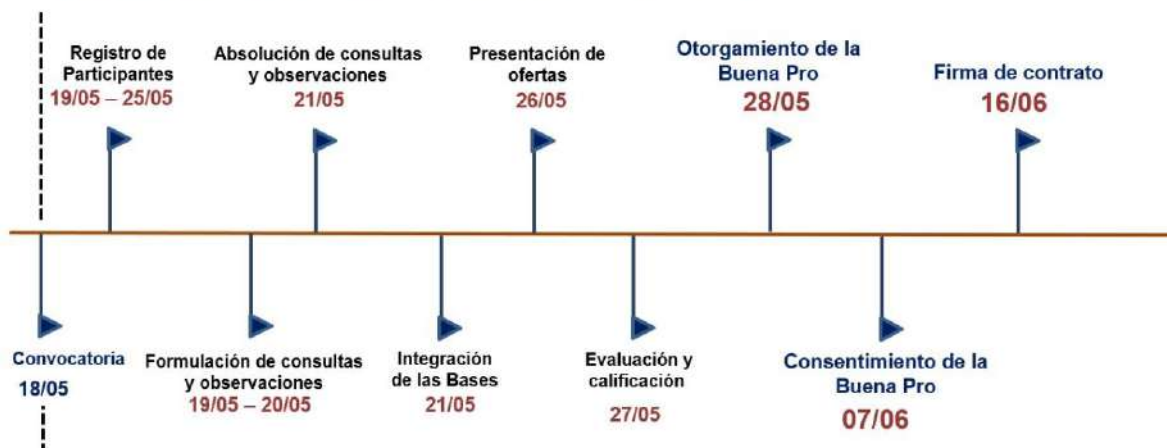 Registro de
Participantes
19/05 – 25/05
Absolución de consultas
y observaciones
21/05
Presentación de
ofertas
26/05
Otorgamiento de la
Buena Pro
28/05
Firma de contrato
16/06
Convocatoria
18/05
Formulación de consultas
y observaciones
19/05 – 20/05
Integración
de las Bases
21/05
Evaluación y
calificación
27/05
Consentimiento de la
Buena Pro
07/06